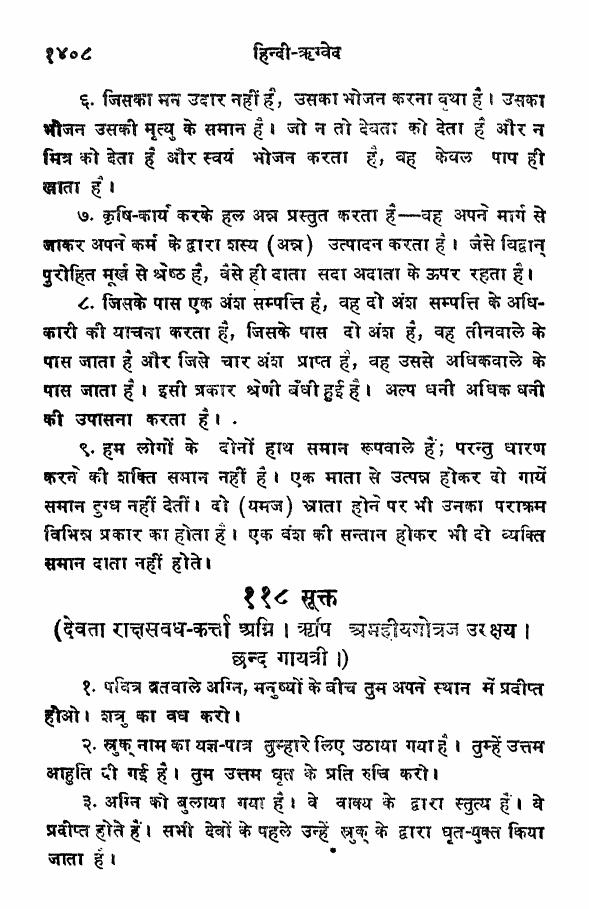 १४०८ हिन्दी-ऋग्वेद
६. जिसका मन उदार नहीं है, उसका भोजन करना वृथा है। उसका
भोजन उसकी मृत्यु के समान है। जो न तो देवता को देता है और न
मित्र को देता है और स्वयं भोजन करता है, वह केवल पाप ही
खाता है।
७. कृषि-कार्य करके हल अन्न प्रस्तुत करता है—वह अपने मार्ग से
जाकर अपने कर्म के द्वारा शस्य (अन्न) उत्पादन करता है। जैसे विद्वान्
पुरोहित मूर्ख से श्रेष्ठ है, वैसे ही दाता सदा अदाता के ऊपर रहता है।
८. जिसके पास एक अंश सम्पत्ति है, वह दो अंश सम्पत्ति के अधि-
कारी की याचना करता है, जिसके पास दो अंश है, वह तीनवाले के
पास जाता है और जिसे चार अंश प्राप्त है, वह उससे अधिकवाले के
पास जाता है। इसी प्रकार श्रेणी बँधी हुई है। अल्प धनी अधिक धनी
की उपासना करता है।
९. हम लोगों के दोनों हाथ समान रूपवाले हैं; परन्तु धारण
करने की शक्ति समान नहीं है। एक माता से उत्पन्न होकर दो गायें
समान दुग्ध नहीं देतीं। दो (यमज) भ्राता होने पर भी उनका पराक्रम
विभिन्न प्रकार का होता है। एक वंश की सन्तान होकर भी दो व्यक्ति
समान दाता नहीं होते।
११८ सूक्त
(देवता राक्षसवध-कर्त्ता अग्नि। ऋषि अमहीयगोत्रज उरुक्षय।
छन्द गायत्री।)
१. पवित्र व्रतवाले अग्नि, मनुष्यों के बीच तुम अपने स्थान में प्रदीप्त
होओ। शत्रु का वध करो।
२. स्रुक् नाम का यज्ञ-पात्र तुम्हारे लिए उठाया गया है। तुम्हें उत्तम
आहुति दी गई है। तुम उत्तम घृत के प्रति रुचि करो।
३. अग्नि को बुलाया गया है। वे वाक्य के द्वारा स्तुत्य हैं। वे
प्रदीप्त होते हैं। सभी देवों के पहले उन्हें स्रुक् के द्वारा घृत-युक्त किया
जाता है।